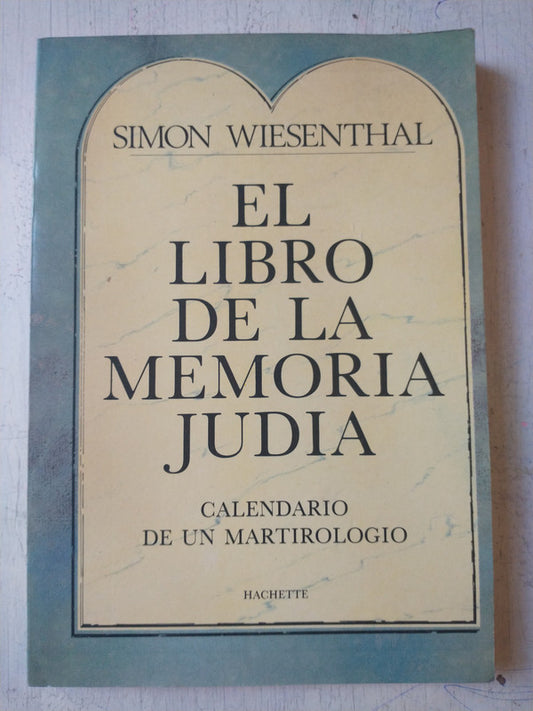 SIMON WIESENTHAL
EL
LIBRO
DE LA
MEMORIA
JUDIA
CALENDARIO
DE UN MARTIROLOGIO
HACHETTE